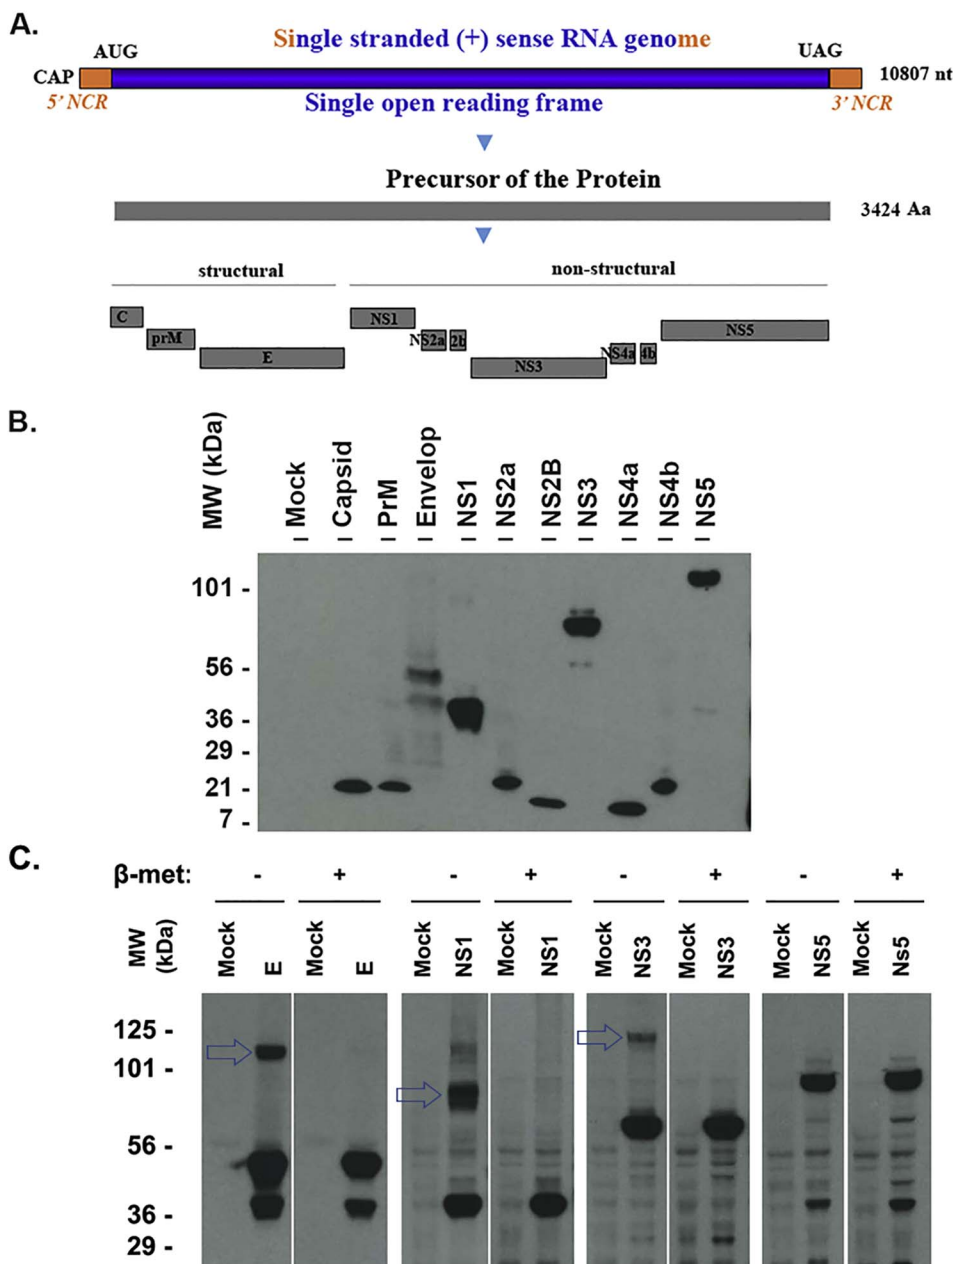 A.
Single stranded (+) sense RNA genome
AUG
UAG
CAP
10807 nt
5' NCR
Single open reading frame
3' NCR
Precursor of the Protein
3424 Aa
structural
non-structural
C
prM
E
NS1
NS2a
2b
NS3
NS4a
4b
NS5
B.
MW (kDa)
Mock
Capsid
PrM
Envelop
NS1
NS2a
NS2B
NS3
NS4a
NS4b
NS5
101 -
56 -
36 -
29 -
21 -
7 -
C.
β-met: - + - + - + - +
MW (kDa)
Mock E Mock E Mock NS1 Mock NS1 Mock NS3 Mock NS3 Mock NS5 Mock Ns5
125 -
101 -
56 -
36 -
29 -